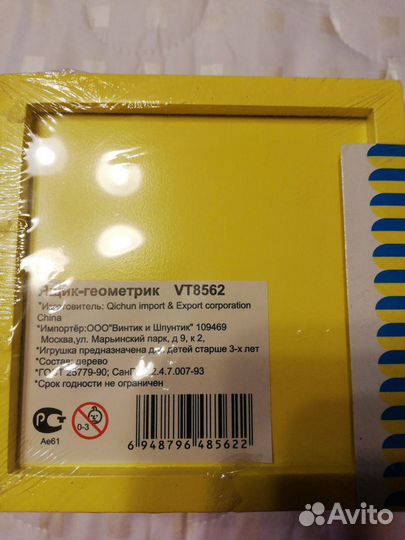 Ящик-геометрик VT8562
*Изготовитель: Qichun import & Export corporation
China
*Импортёр:ООО"Винтик и Шпунтик" 109469
Москва,ул. Марьинский парк, д 9, к 2,
*Игрушка предназначена для детей старше 3-х лет
*Состав: дерево
*ГОСТ 25779-90; СанПиН 2.4.7.007-93
*Срок годности не ограничен
РСТ
Ае61
0-3
6 948796 485622
Avito